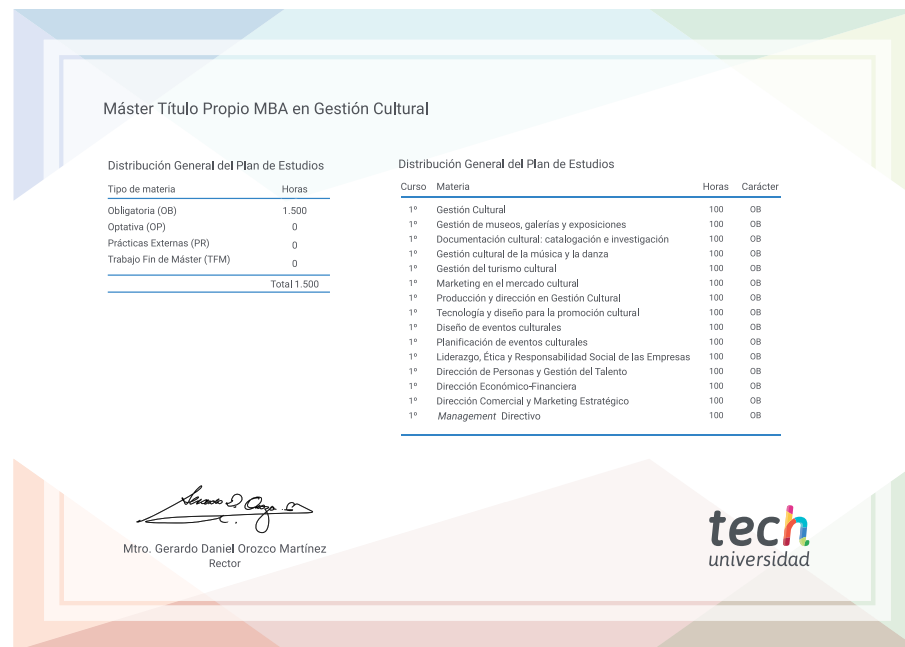 Máster Título Propio MBA en Gestión Cultural
Distribución General del Plan de Estudios
Tipo de materia Horas
Obligatoria (OB) 1.500
Optativa (OP) 0
Prácticas Externas (PR) 0
Trabajo Fin de Máster (TFM) 0
Total 1.500
Distribución General del Plan de Estudios
Curso Materia Horas Carácter
1º Gestión Cultural 100 OB
1º Gestión de museos, galerías y exposiciones 100 OB
1º Documentación cultural: catalogación e investigación 100 OB
1º Gestión cultural de la música y la danza 100 OB
1º Gestión del turismo cultural 100 OB
1º Marketing en el mercado cultural 100 OB
1º Producción y dirección en Gestión Cultural 100 OB
1º Tecnología y diseño para la promoción cultural 100 OB
1º Diseño de eventos culturales 100 OB
1º Planificación de eventos culturales 100 OB
1º Liderazgo, Ética y Responsabilidad Social de las Empresas 100 OB
1º Dirección de Personas y Gestión del Talento 100 OB
1º Dirección Económico-Financiera 100 OB
1º Dirección Comercial y Marketing Estratégico 100 OB
1º Management Directivo 100 OB
Mtro. Gerardo Daniel Orozco Martínez
Rector
tech
universidad